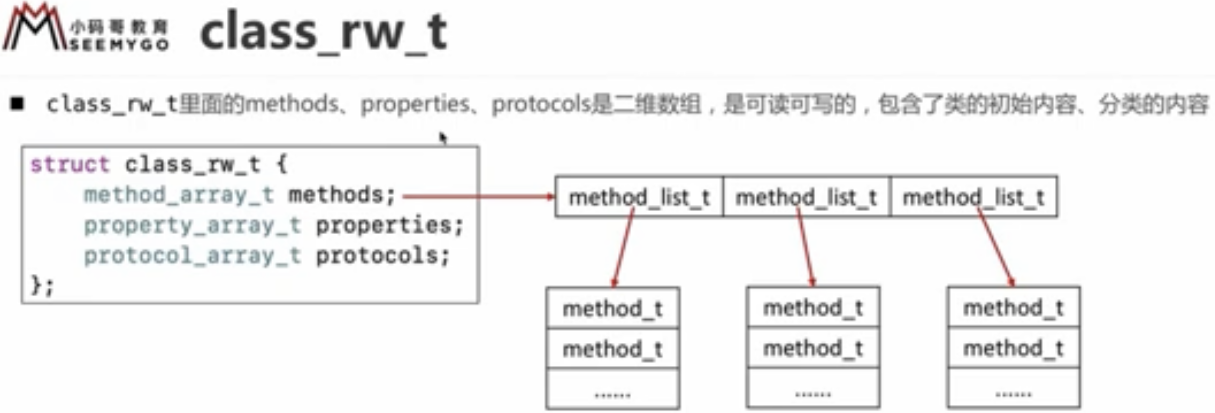 小码哥教育
SEEMYGO
class_rw_t
■ class_rw_t里面的methods、properties、protocols是二维数组，是可读可写的，包含了类的初始内容、分类的内容
struct class_rw_t {
method_array_t methods;
property_array_t properties;
protocol_array_t protocols;
};
method_list_t method_list_t method_list_t
method_t method_t method_t
method_t method_t method_t
...... ...... ......